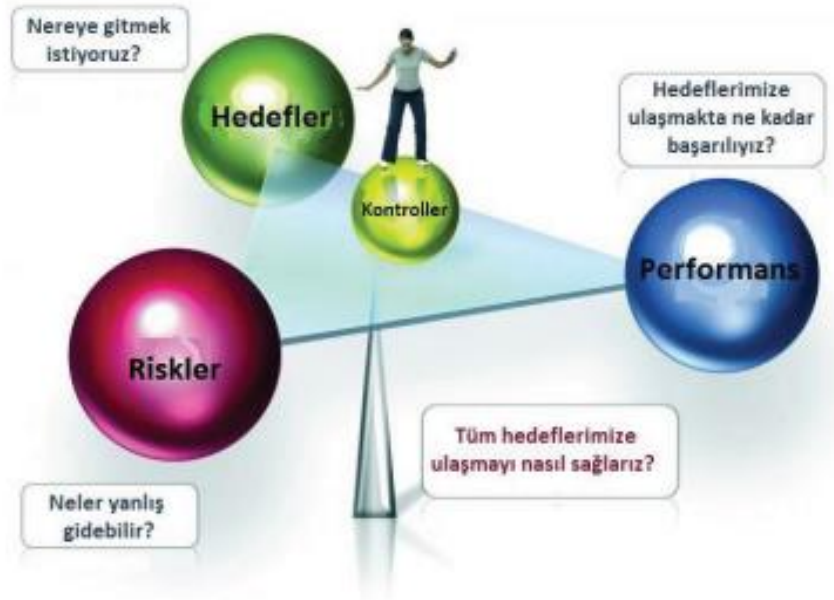 Nereye gitmek
istiyoruz?
Hedefler
Kontroller
Hedeflerimize
ulaşmakta ne kadar
başarılıyız?
Performans
Riskler
Tüm hedeflerimize
ulaşmayı nasıl sağlarız?
Neler yanlış
gidebilir?